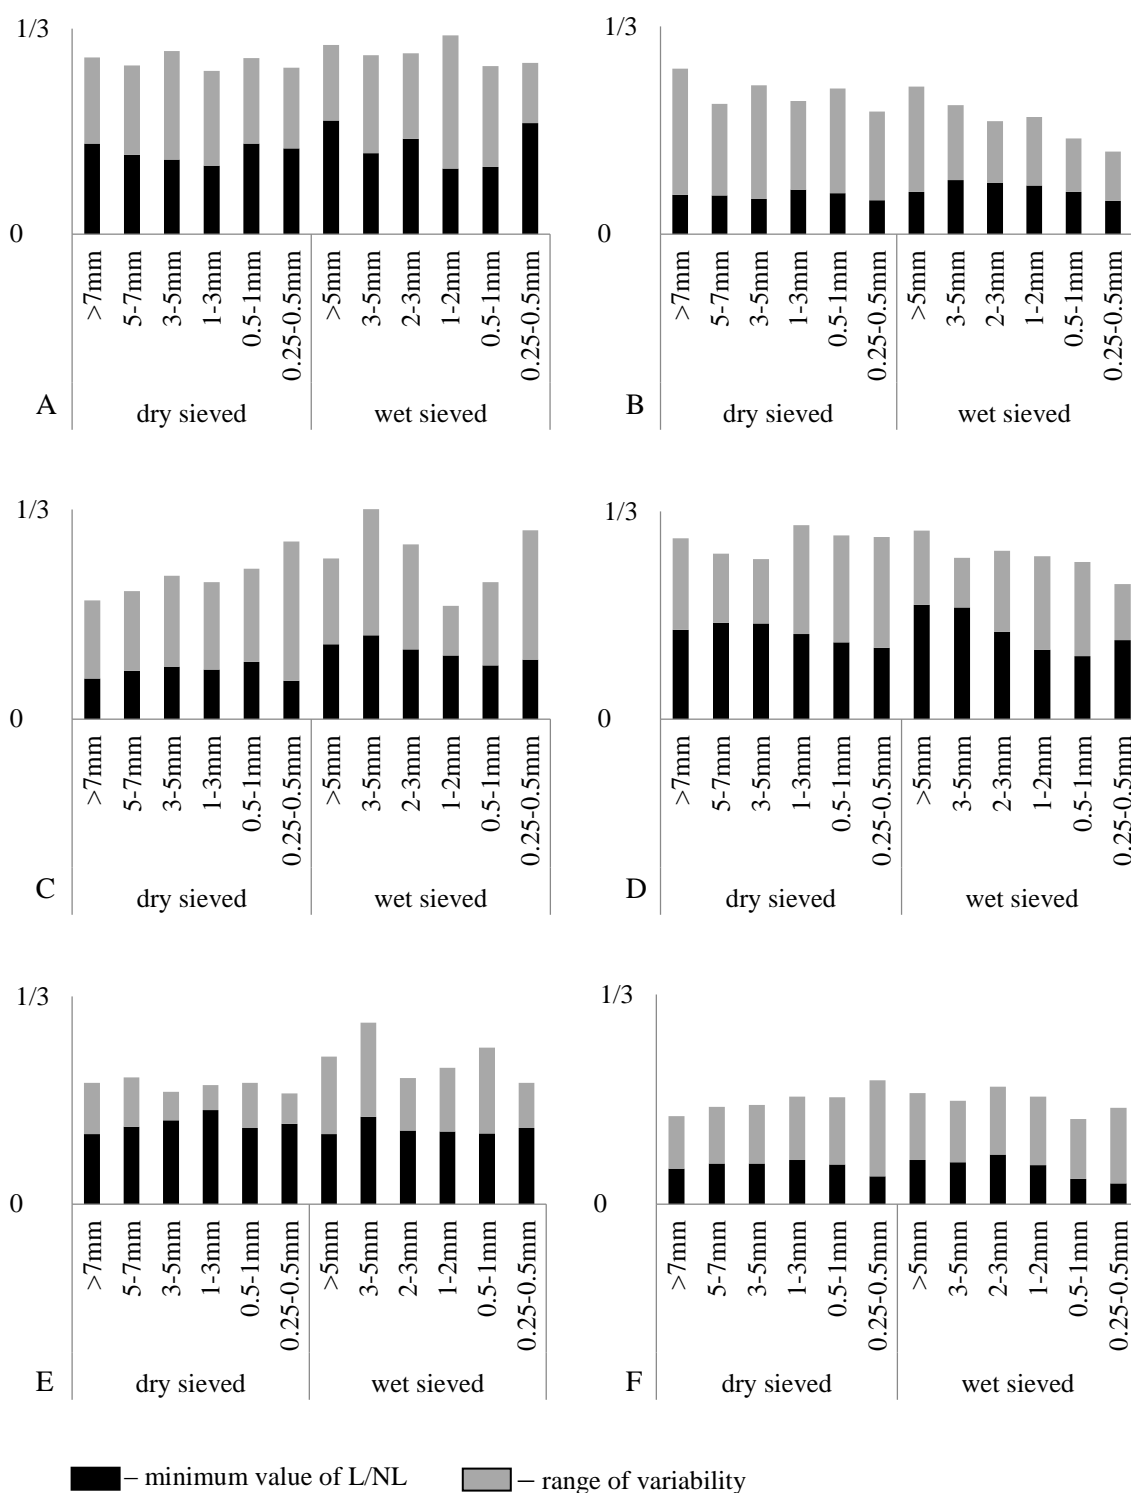 1/3
0
>7mm
5-7mm
3-5mm
1-3mm
0.5-1mm
0.25-0.5mm
>5mm
3-5mm
2-3mm
1-2mm
0.5-1mm
0.25-0.5mm
A
dry sieved
wet sieved
1/3
0
>7mm
5-7mm
3-5mm
1-3mm
0.5-1mm
0.25-0.5mm
>5mm
3-5mm
2-3mm
1-2mm
0.5-1mm
0.25-0.5mm
B
dry sieved
wet sieved
1/3
0
>7mm
5-7mm
3-5mm
1-3mm
0.5-1mm
0.25-0.5mm
>5mm
3-5mm
2-3mm
1-2mm
0.5-1mm
0.25-0.5mm
C
dry sieved
wet sieved
1/3
0
>7mm
5-7mm
3-5mm
1-3mm
0.5-1mm
0.25-0.5mm
>5mm
3-5mm
2-3mm
1-2mm
0.5-1mm
0.25-0.5mm
D
dry sieved
wet sieved
1/3
0
>7mm
5-7mm
3-5mm
1-3mm
0.5-1mm
0.25-0.5mm
>5mm
3-5mm
2-3mm
1-2mm
0.5-1mm
0.25-0.5mm
E
dry sieved
wet sieved
1/3
0
>7mm
5-7mm
3-5mm
1-3mm
0.5-1mm
0.25-0.5mm
>5mm
3-5mm
2-3mm
1-2mm
0.5-1mm
0.25-0.5mm
F
dry sieved
wet sieved
– minimum value of L/NL
– range of variability